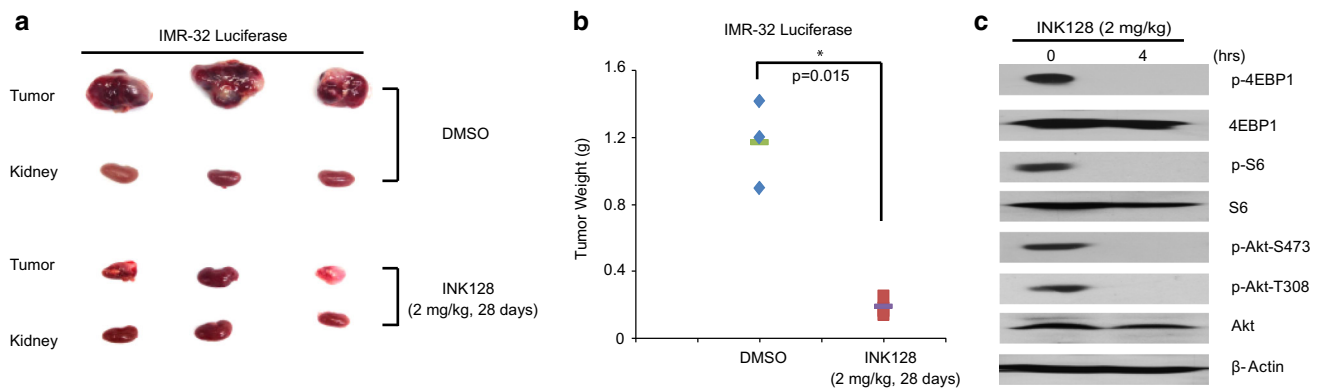 a
IMR-32 Luciferase
Tumor
DMSO
Kidney
Tumor
INK128
(2 mg/kg, 28 days)
Kidney
b
IMR-32 Luciferase
*
p=0.015
Tumor Weight (g)
1.6
1.2
0.8
0.4
0
DMSO
INK128
(2 mg/kg, 28 days)
c
INK128 (2 mg/kg)
0 4 (hrs)
p-4EBP1
4EBP1
p-S6
S6
p-Akt-S473
p-Akt-T308
Akt
β-Actin